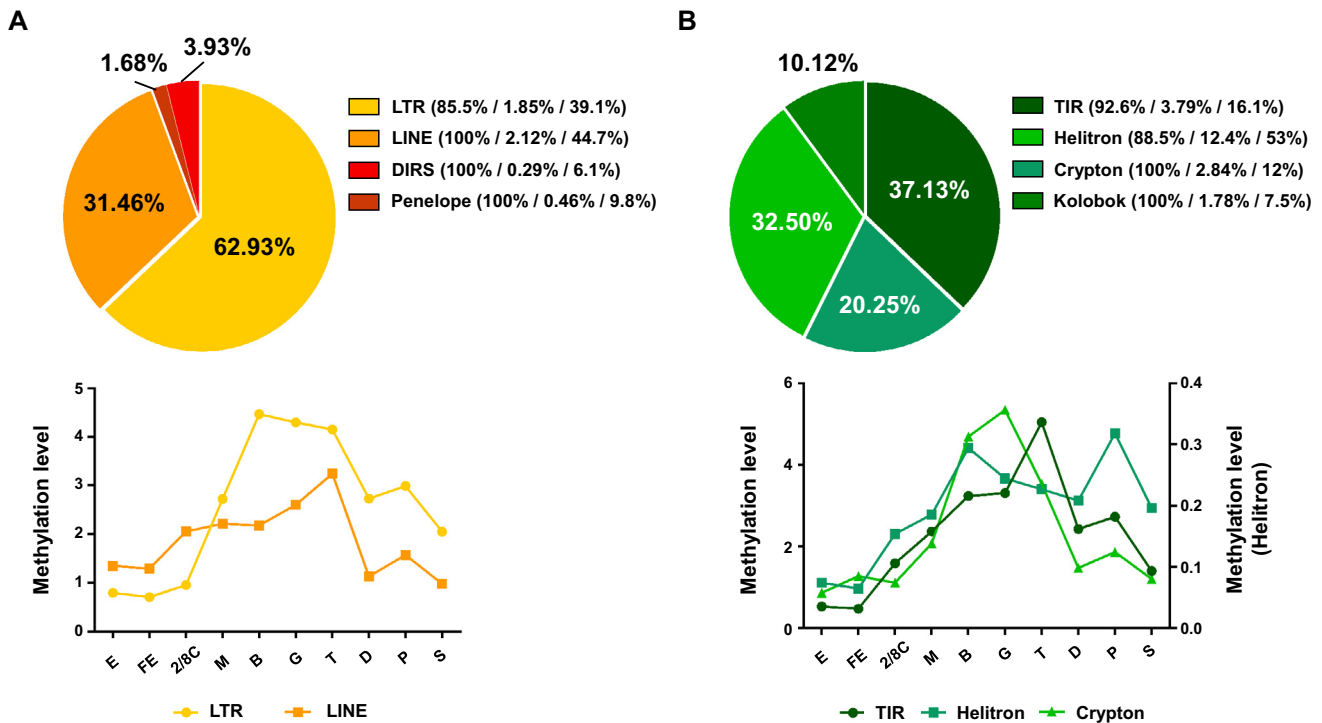 A
1.68%
3.93%
31.46%
62.93%
LTR (85.5% / 1.85% / 39.1%)
LINE (100% / 2.12% / 44.7%)
DIRS (100% / 0.29% / 6.1%)
Penelope (100% / 0.46% / 9.8%)
B
10.12%
37.13%
32.50%
20.25%
TIR (92.6% / 3.79% / 16.1%)
Helitron (88.5% / 12.4% / 53%)
Crypton (100% / 2.84% / 12%)
Kolobok (100% / 1.78% / 7.5%)
Methylation level
5
4
3
2
1
0
E FE 2/8C M B G T D P S
LTR LINE
Methylation level
6
4
2
0
0.4
0.3
0.2
0.1
0.0
Methylation level
(Helitron)
E FE 2/8C M B G T D P S
TIR Helitron Crypton